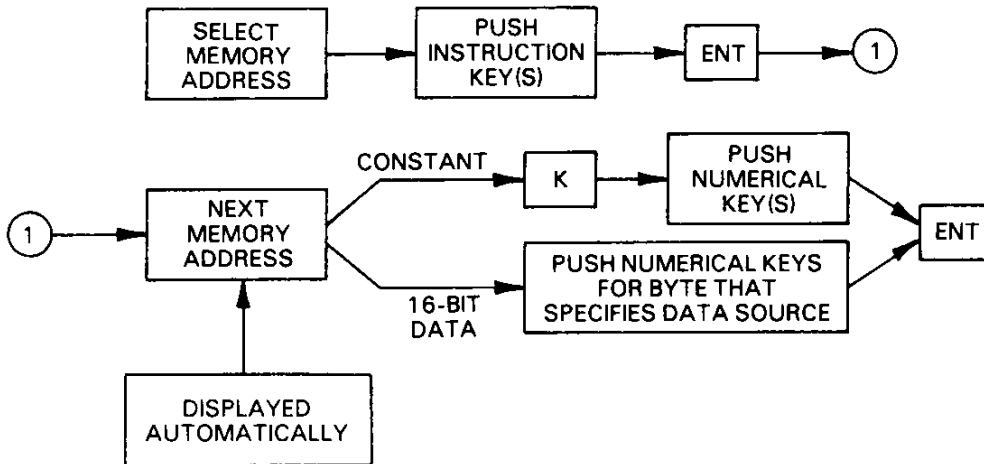 SELECT
MEMORY
ADDRESS
PUSH
INSTRUCTION
KEY(S)
ENT
1
1
NEXT
MEMORY
ADDRESS
CONSTANT
K
PUSH
NUMERICAL
KEY(S)
16-BIT
DATA
PUSH NUMERICAL KEYS
FOR BYTE THAT
SPECIFIES DATA SOURCE
ENT
DISPLAYED
AUTOMATICALLY